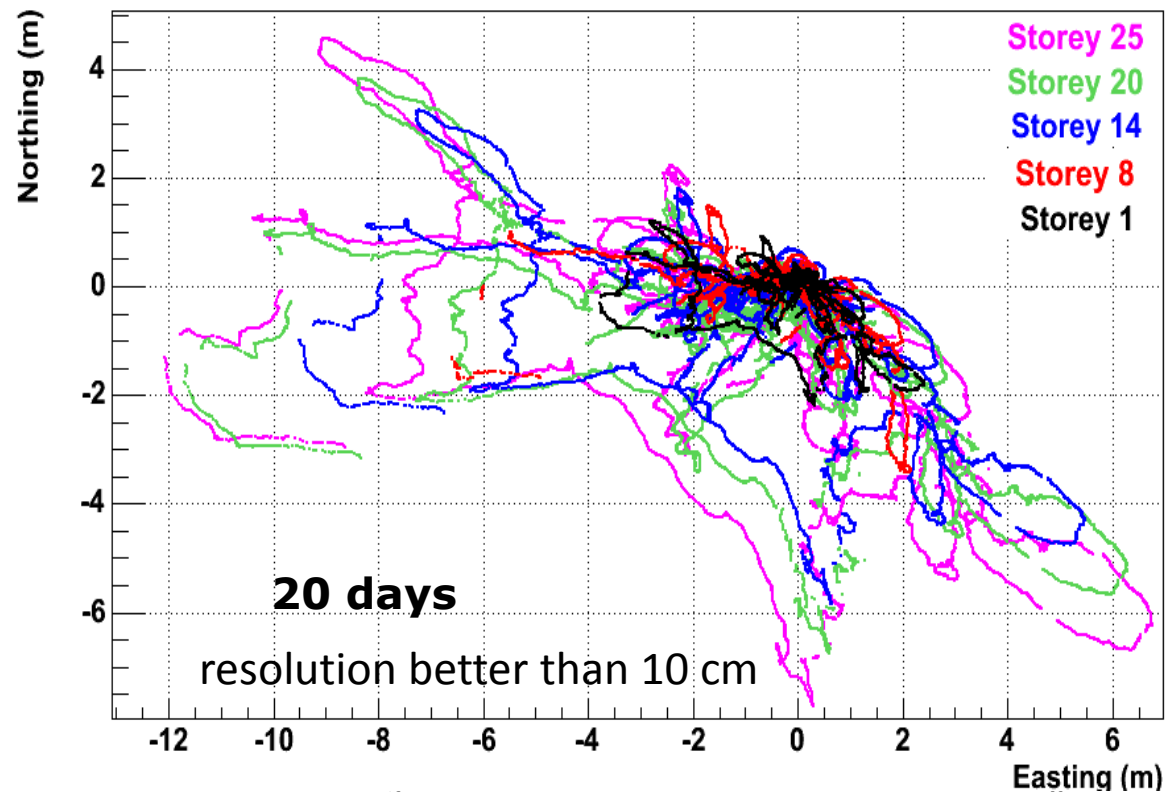 Northing (m)
Storey 25
Storey 20
Storey 14
Storey 8
Storey 1
4
2
0
-2
-4
-6
20 days
resolution better than 10 cm
-12 -10 -8 -6 -4 -2 0 2 4 6
Easting (m)